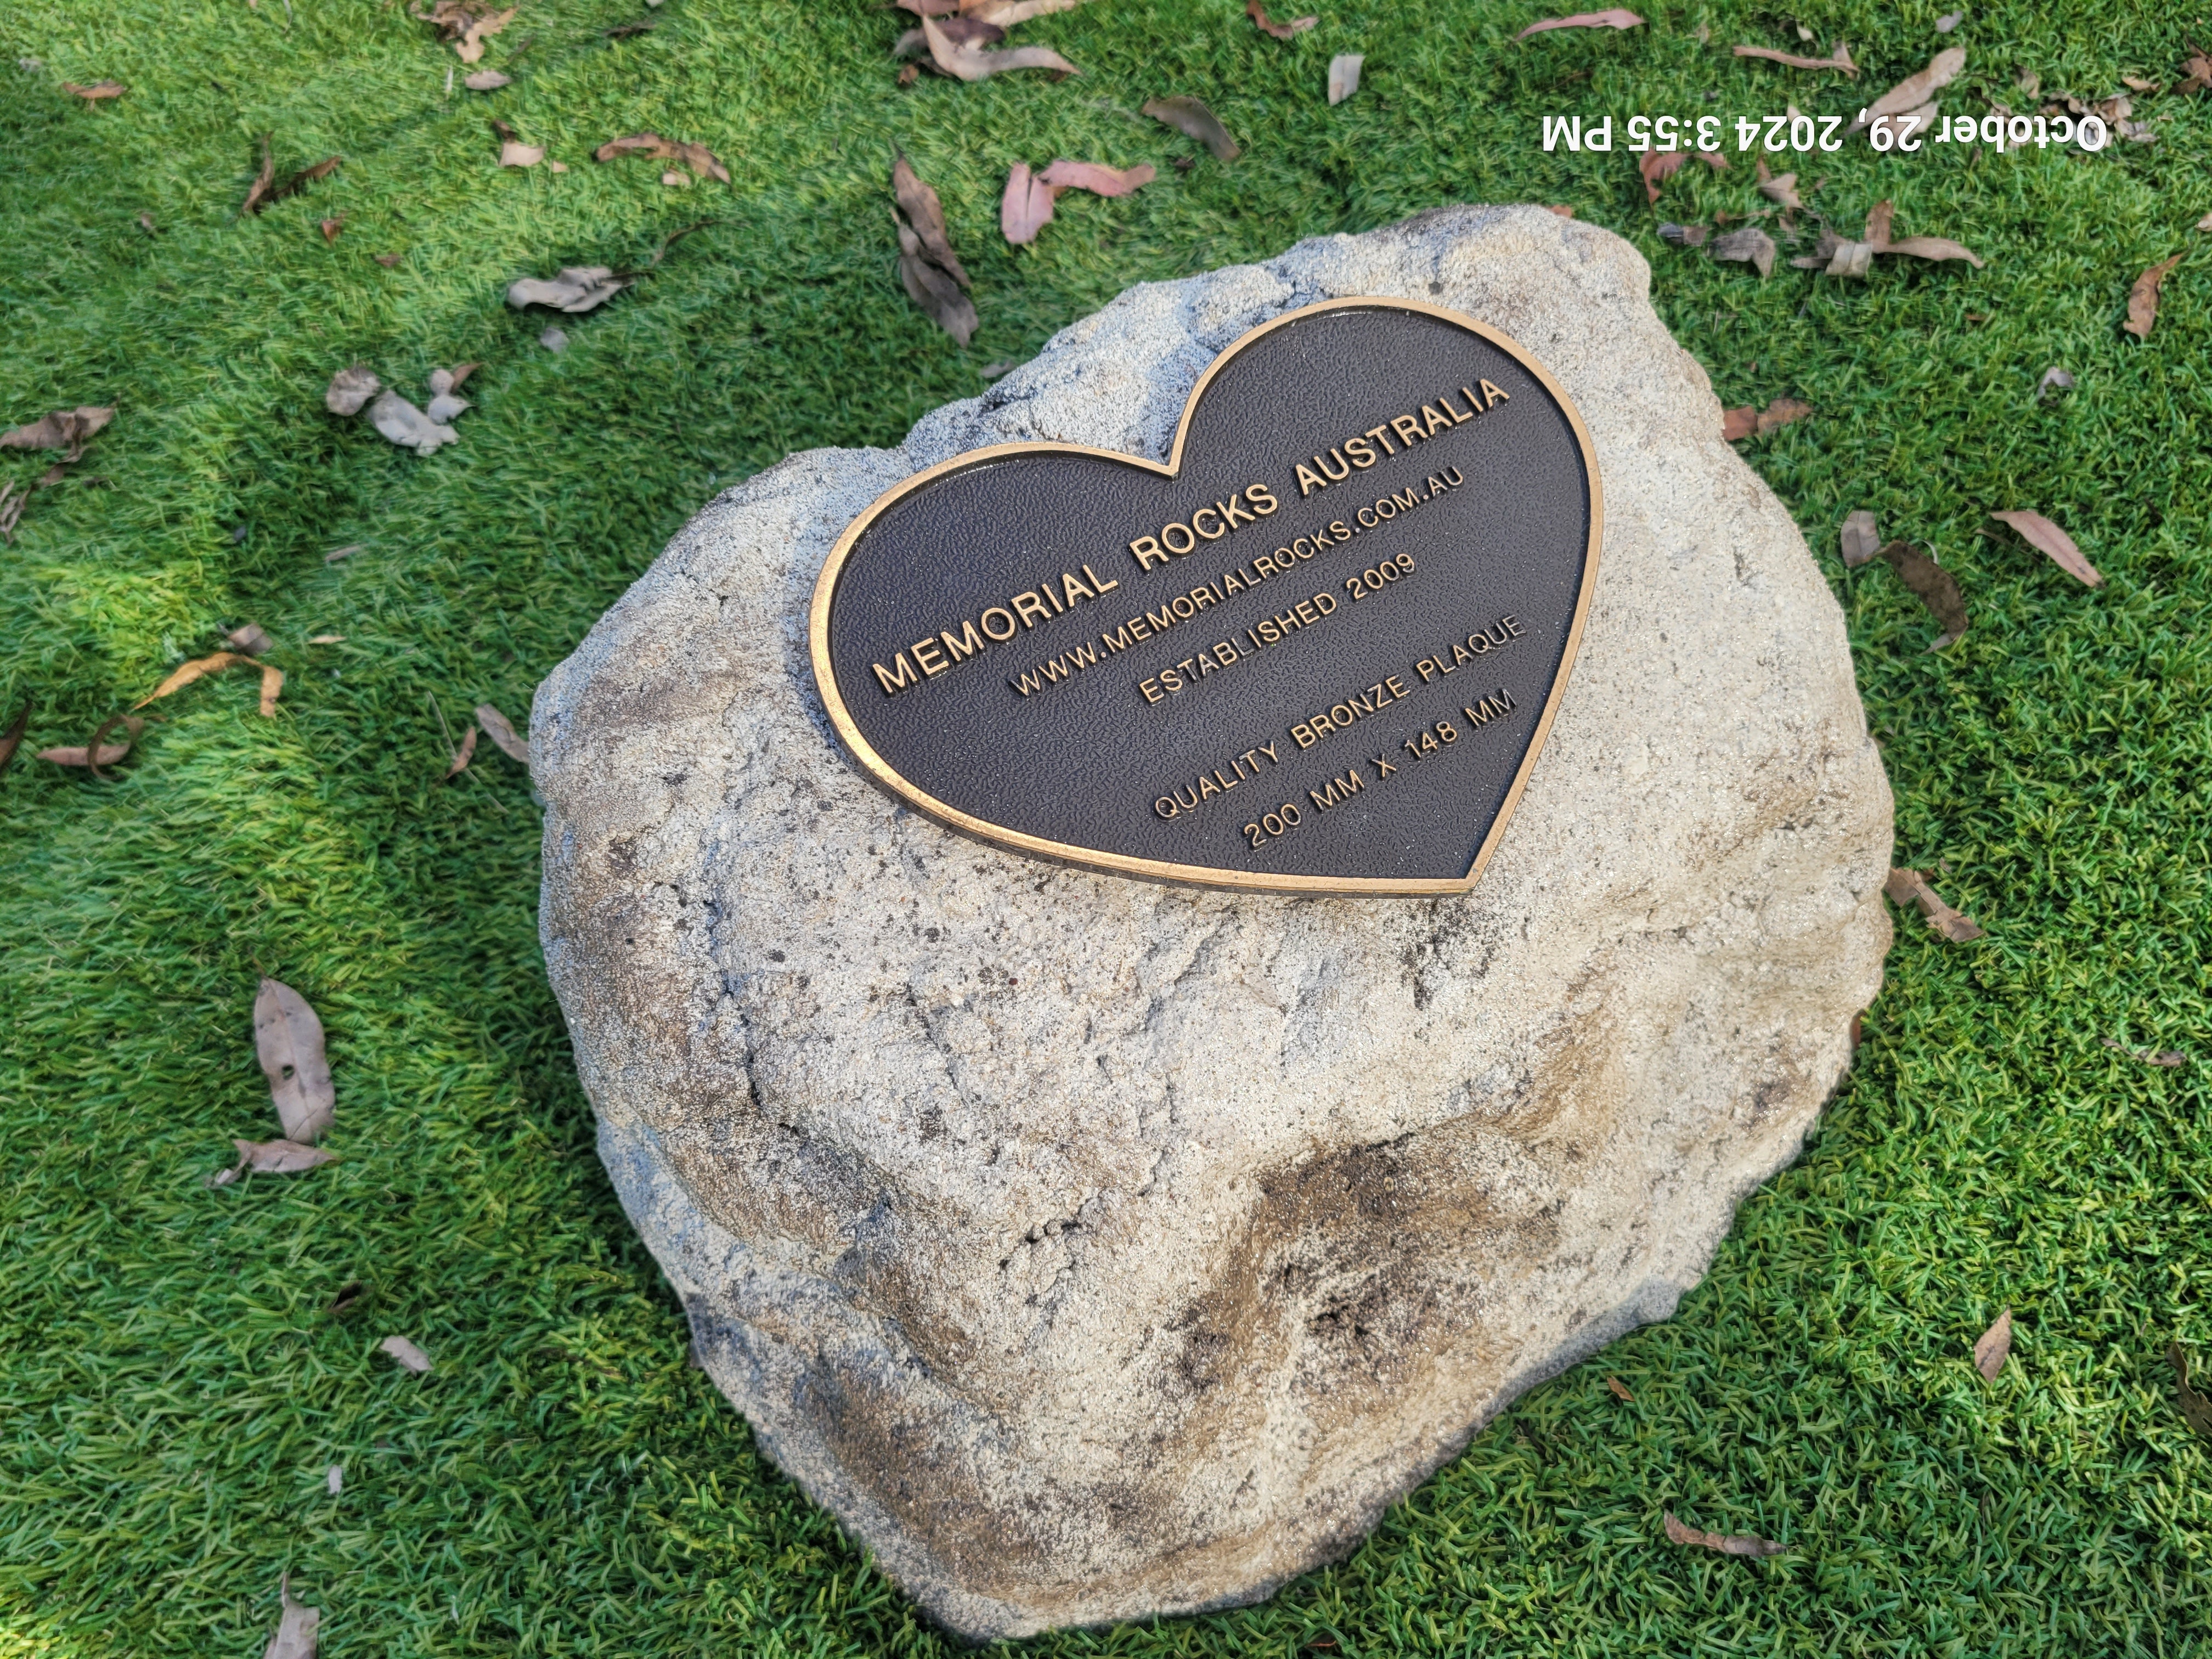 October 29, 2024 3:55 PM
MEMORIAL ROCKS AUSTRALIA
WWW.MEMORIALROCKS.COM.AU
ESTABLISHED 2009
QUALITY BRONZE PLAQUE
200 MM X 148 MM